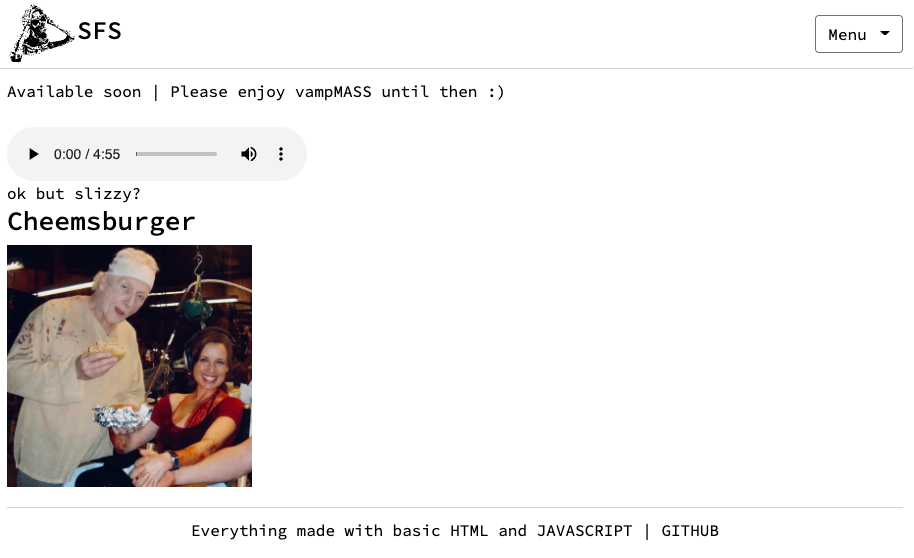 SFS
Menu
Available soon | Please enjoy vampMASS until then :)
0:00 / 4:55
ok but slizzy?
Cheemsburger
Everything made with basic HTML and JAVASCRIPT | GITHUB